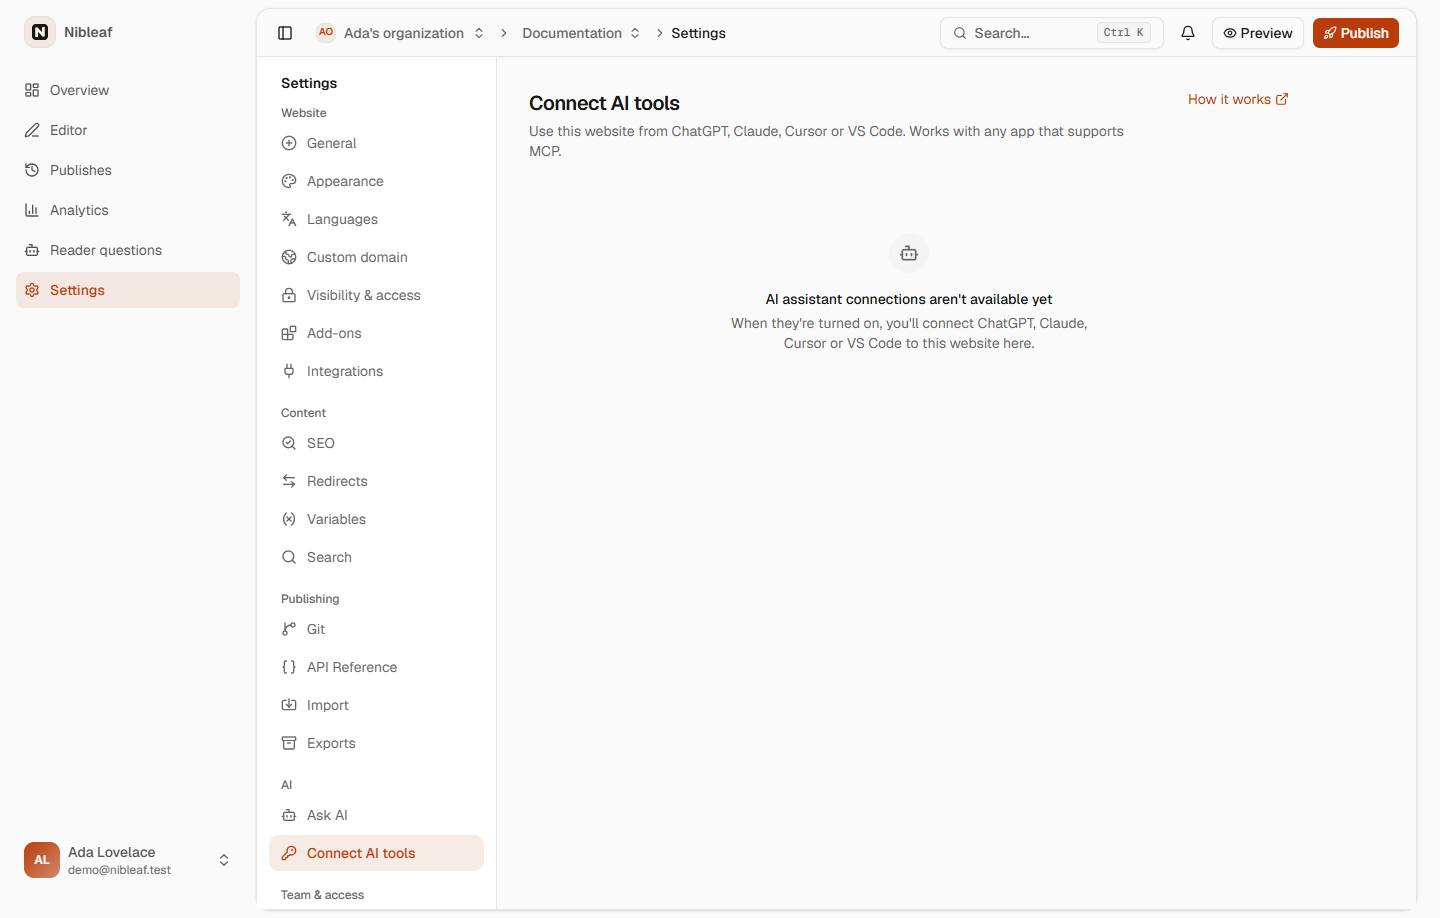 Nibleaf
Overview
Editor
Publishes
Analytics
Reader questions
Settings
AL
Ada Lovelace
demo@nibleaf.test
AO Ada's organization Documentation Settings
Search... Ctrl K
Preview
Publish
Settings
Website
General
Appearance
Languages
Custom domain
Visibility & access
Add-ons
Integrations
Content
SEO
Redirects
Variables
Search
Publishing
Git
API Reference
Import
Exports
AI
Ask AI
Connect AI tools
Team & access
Connect AI tools
How it works
Use this website from ChatGPT, Claude, Cursor or VS Code. Works with any app that supports
MCP.
AI assistant connections aren't available yet
When they're turned on, you'll connect ChatGPT, Claude,
Cursor or VS Code to this website here.